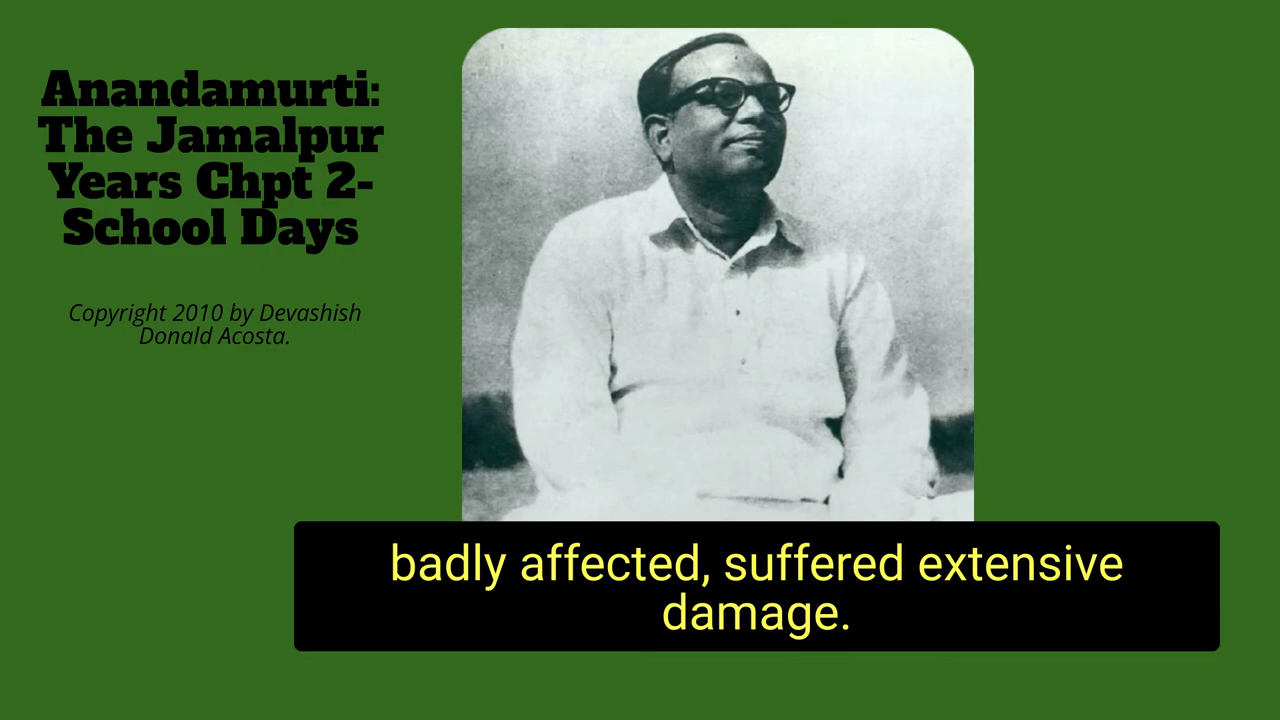 Anandamurti:
The Jamalpur
Years Chpt 2-
School Days
Copyright 2010 by Devashish
Donald Acosta.
badly affected, suffered extensive
damage.